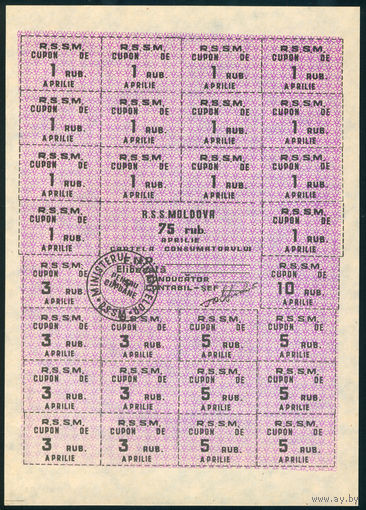 R.S.S.M.
CUPON DE
1 RUB.
APRILIE
R.S.S.M.
CUPON DE
1 RUB.
APRILIE
R.S.S.M.
CUPON DE
1 RUB.
APRILIE
R.S.S.M.
CUPON DE
1 RUB.
APRILIE
R.S.S.M.
CUPON DE
1 RUB.
APRILIE
R.S.S.M.
CUPON DE
1 RUB.
APRILIE
R.S.S.M.
CUPON DE
1 RUB.
APRILIE
R.S.S.M.
CUPON DE
1 RUB.
APRILIE
R.S.S.M.
CUPON DE
1 RUB.
APRILIE
R.S.S.M.
CUPON DE
1 RUB.
APRILIE
R.S.S.M.
CUPON DE
1 RUB.
APRILIE
R.S.S.M.
CUPON DE
1 RUB.
APRILIE
R.S.S.M.
CUPON DE
1 RUB.
APRILIE
R.S.S.MOLDOVA
75 rub.
APRILIE
CARTELA CONSUMATORULUI
Eliberata
CONDUCATOR
CONTABIL-SEF
MINISTERUL
CUPOANE
R.S.S.M.
CUPON DE
1 RUB.
APRILIE
R.S.S.M.
CUPON DE
3 RUB.
APRILIE
R.S.S.M.
CUPON DE
10 RUB.
APRILIE
R.S.S.M.
CUPON DE
3 RUB.
APRILIE
R.S.S.M.
CUPON DE
3 RUB.
APRILIE
R.S.S.M.
CUPON DE
5 RUB.
APRILIE
R.S.S.M.
CUPON DE
5 RUB.
APRILIE
R.S.S.M.
CUPON DE
3 RUB.
APRILIE
R.S.S.M.
CUPON DE
3 RUB.
APRILIE
R.S.S.M.
CUPON DE
5 RUB.
APRILIE
R.S.S.M.
CUPON DE
5 RUB.
APRILIE
R.S.S.M.
CUPON DE
3 RUB.
APRILIE
R.S.S.M.
CUPON DE
3 RUB.
APRILIE
R.S.S.M.
CUPON DE
5 RUB.
APRILIE
R.S.S.M.
CUPON DE
5 RUB.
APRILIE
www.ay.by